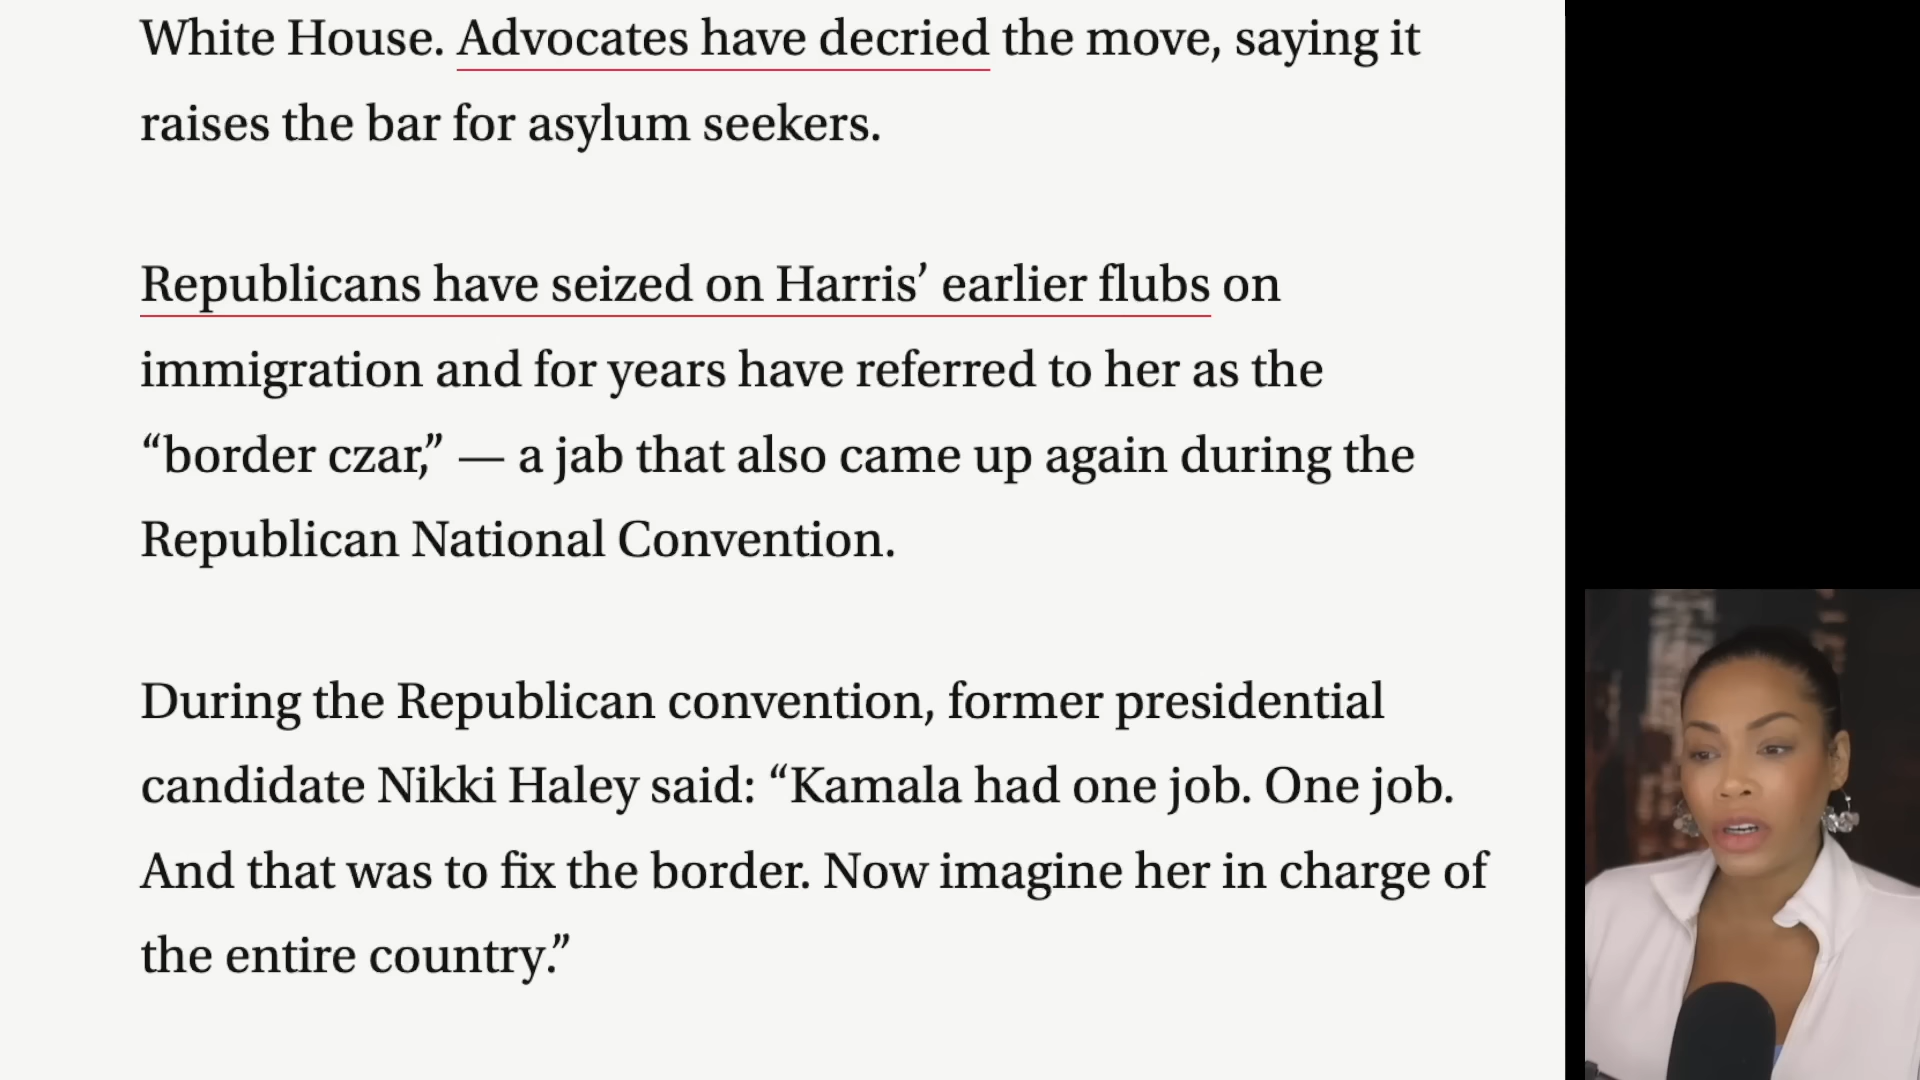 White House. Advocates have decried the move, saying it
raises the bar for asylum seekers.
Republicans have seized on Harris’ earlier flubs on
immigration and for years have referred to her as the
“border czar,” — a jab that also came up again during the
Republican National Convention.
During the Republican convention, former presidential
candidate Nikki Haley said: “Kamala had one job. One job.
And that was to fix the border. Now imagine her in charge of
the entire country.”